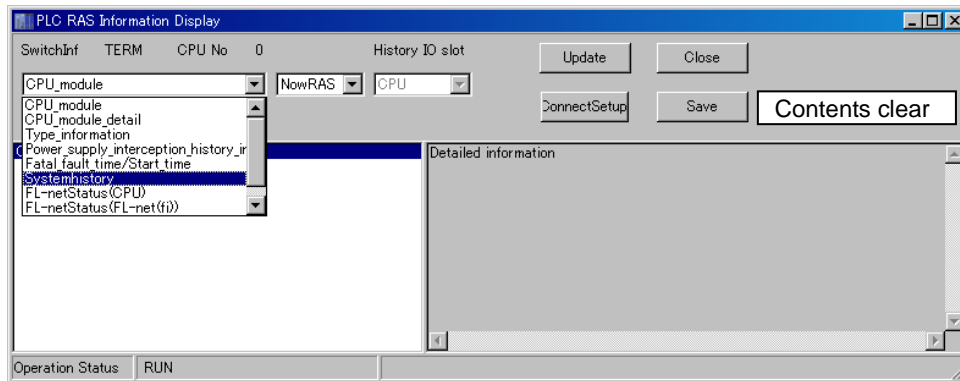 PLC RAS Information Display
SwitchInf TERM CPU No 0 History IO slot
Update Close
CPU_module NowRAS CPU
ConnectSetup Save Contents clear
CPU_module
CPU_module_detail
Type_information
Power_supply_interception_history_ir
Fatal_fault_time/Start_time
Systemhistory
FL-netStatus(CPU)
FL-netStatus(FL-net(fi))
Detailed information
Operation Status RUN